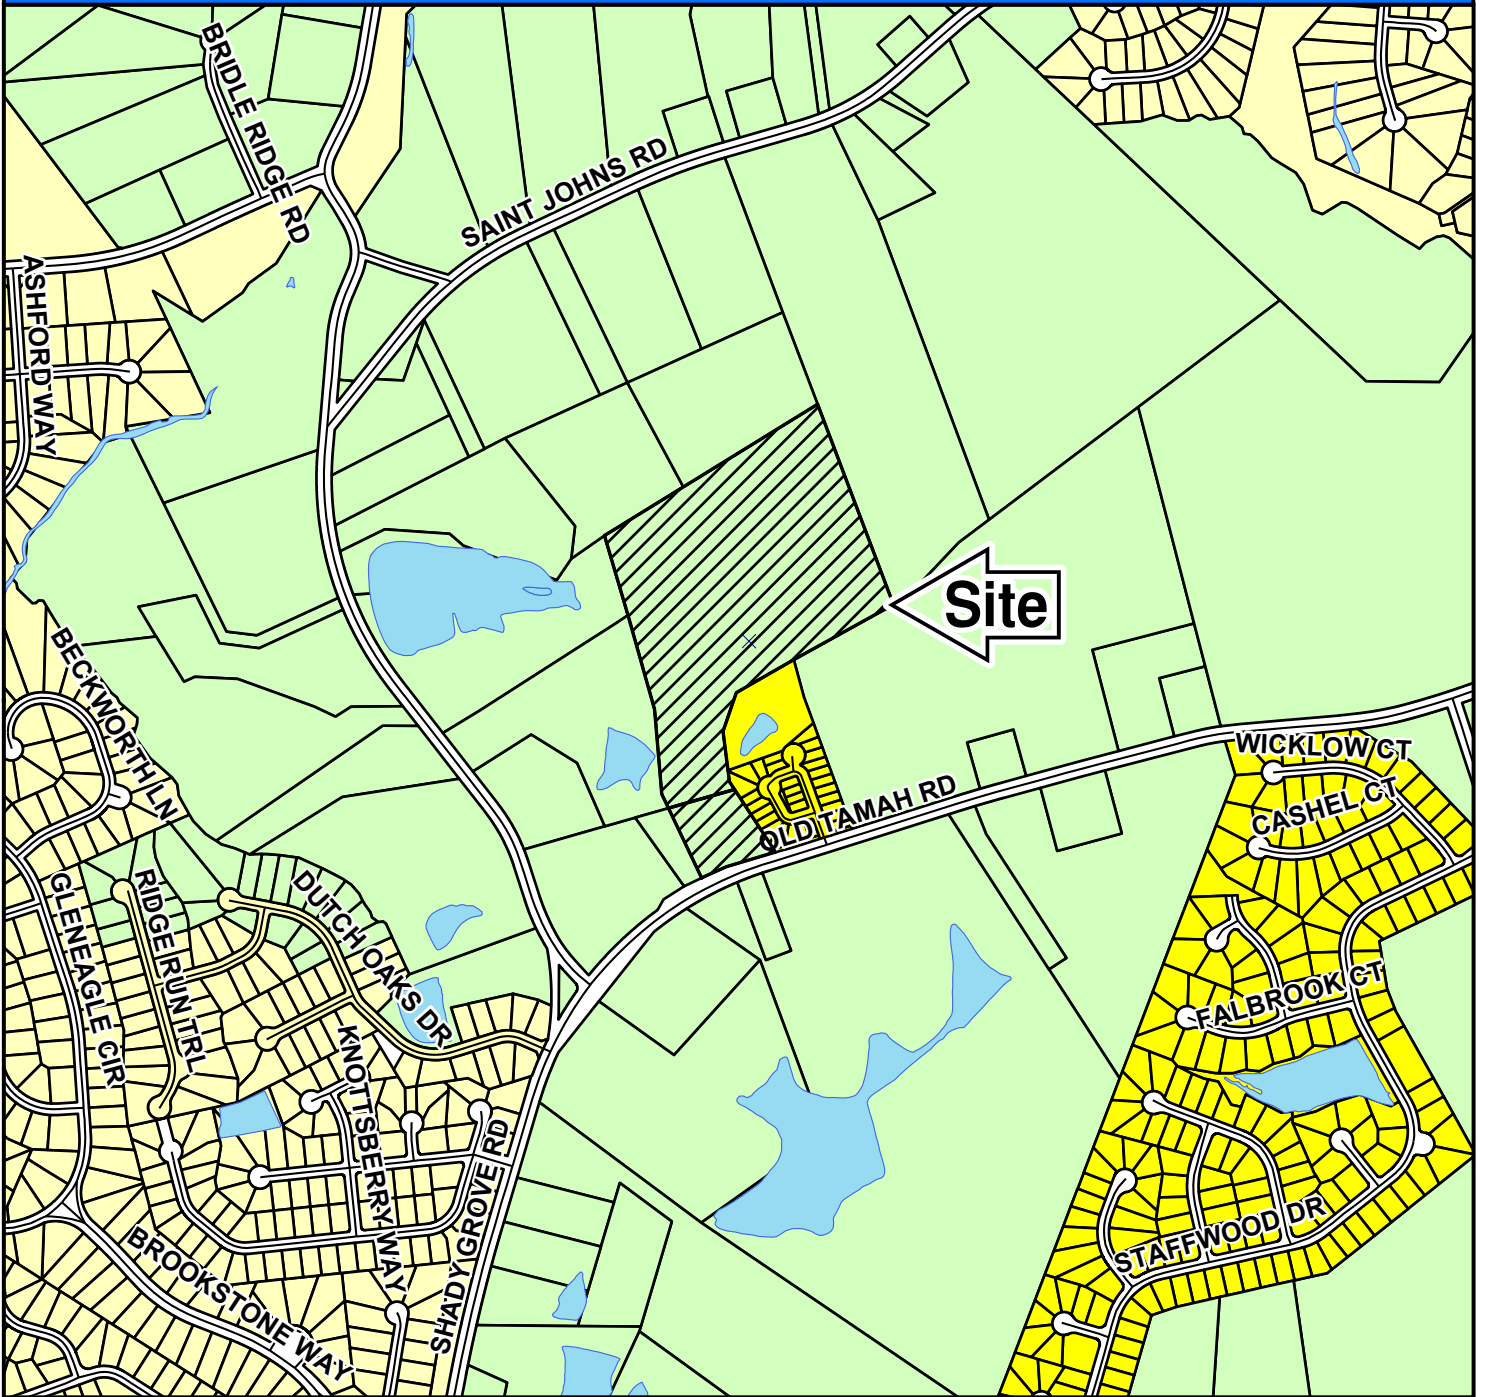 BRIDLE RIDGE RD
SAINT JOHNS RD
ASHFORD WAY
Site
BECKWORTH LN
WICKLOW CT
CASHEL CT
OLD TAMAH RD
GLENEAGLE CIR
RIDGE RUN TRL
DUTCH OAKS DR
FALBROOK CT
KNOTTSBERRY WAY
SHADY GROVE RD
STAFFWOOD DR
BROOKSTONE WAY